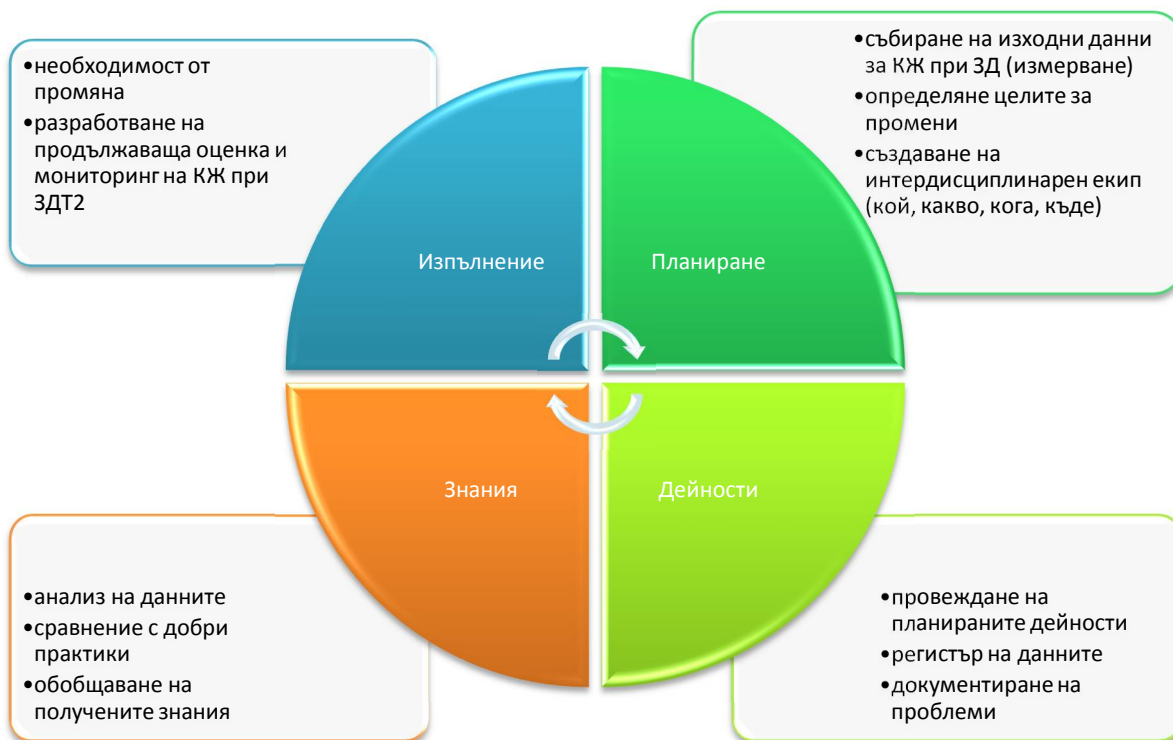 •необходимост от
промяна
•разработване на
продължаваща оценка и
мониторинг на КЖ при
ЗДТ2
•събиране на изходни данни
за КЖ при ЗД (измерване)
•определяне целите за
промени
•създаване на
интердисциплинарен екип
(кой, какво, кога, къде)
Изпълнение
Планиране
Знания
Дейности
•анализ на данните
•сравнение с добри
практики
•обобщаване на
получените знания
•провеждане на
планираните дейности
•регистър на данните
•документиране на
проблеми